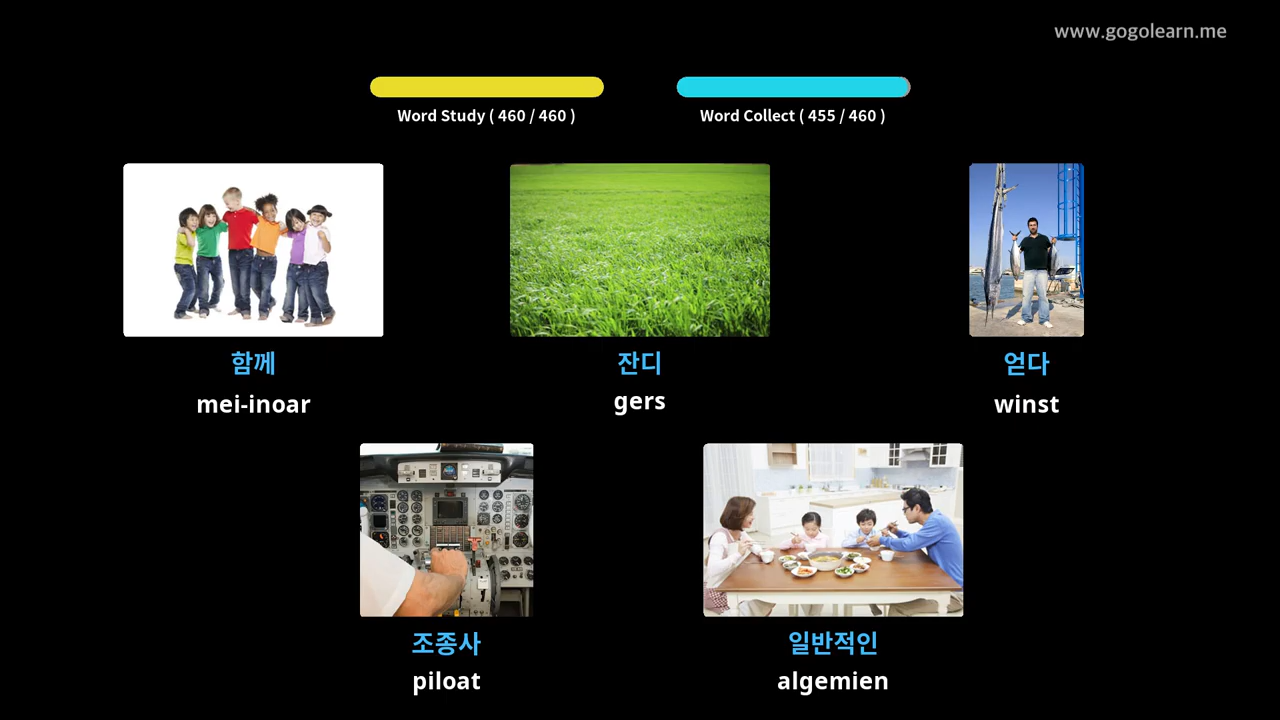 www.gogolearn.me
Word Study ( 460 / 460 )
Word Collect ( 455 / 460 )
함께
mei-inoar
잔디
gers
얻다
winst
조종사
piloat
일반적인
algemien